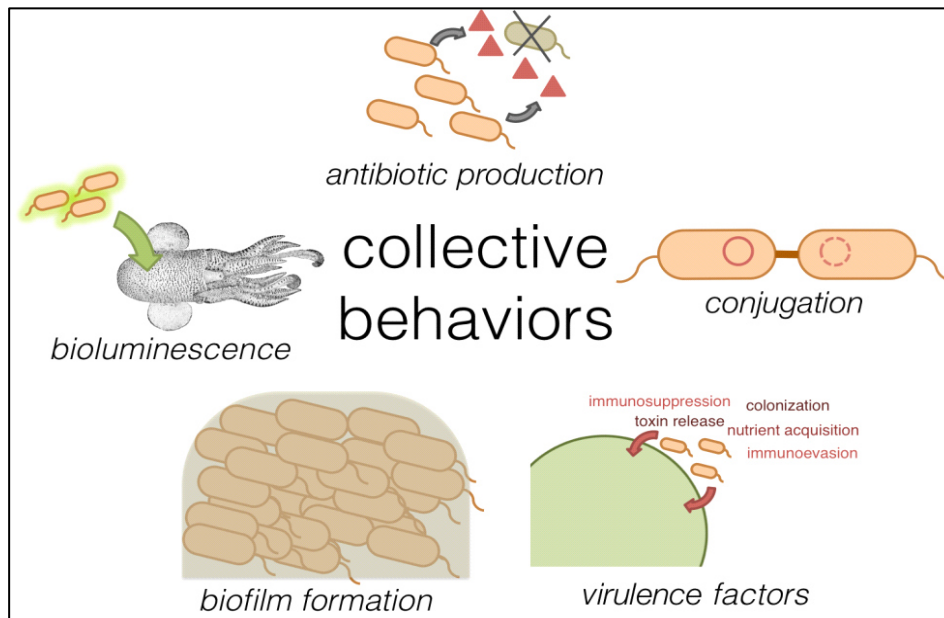 antibiotic production
collective
behaviors
bioluminescence
conjugation
immunosuppression
colonization
toxin release
nutrient acquisition
immunoevasion
biofilm formation
virulence factors